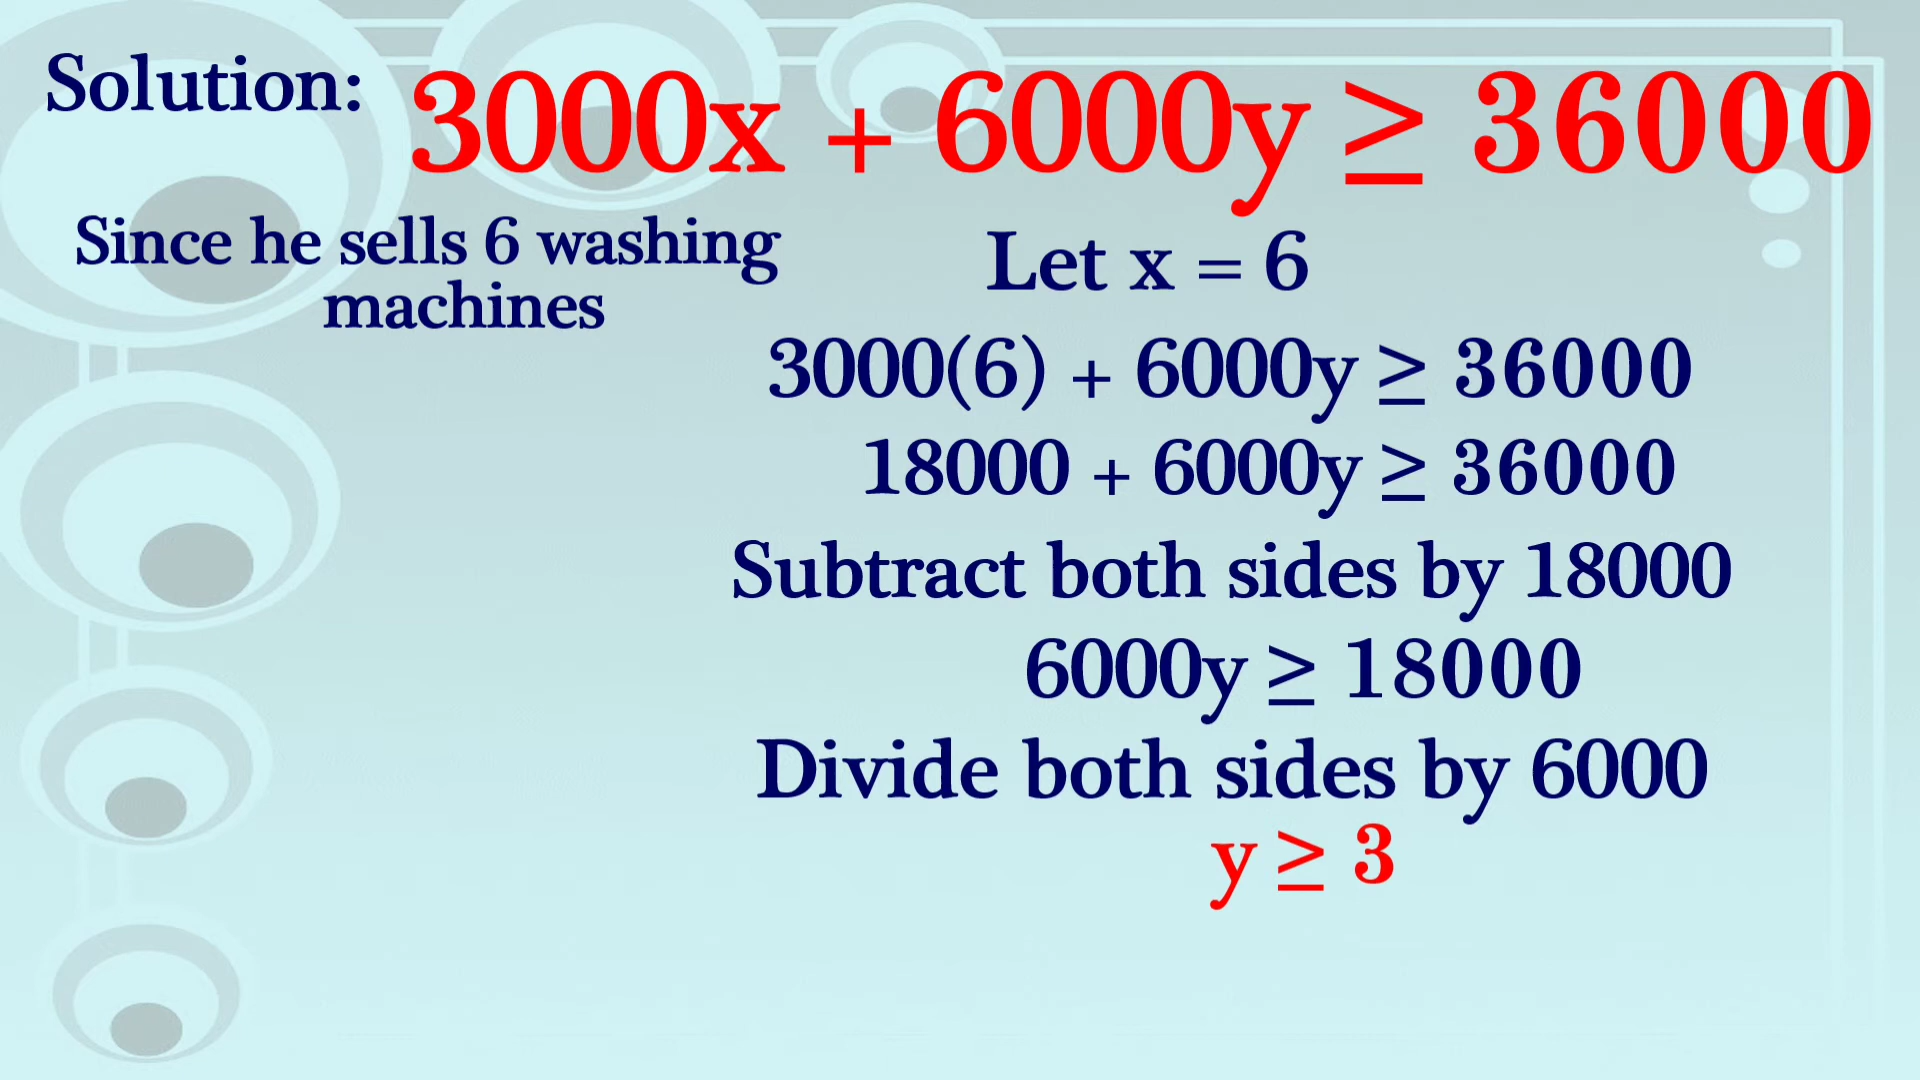 Solution: 3000x + 6000y ≥ 36000
Since he sells 6 washing
machines
Let x = 6
3000(6) + 6000y ≥ 36000
18000 + 6000y ≥ 36000
Subtract both sides by 18000
6000y ≥ 18000
Divide both sides by 6000
y ≥ 3